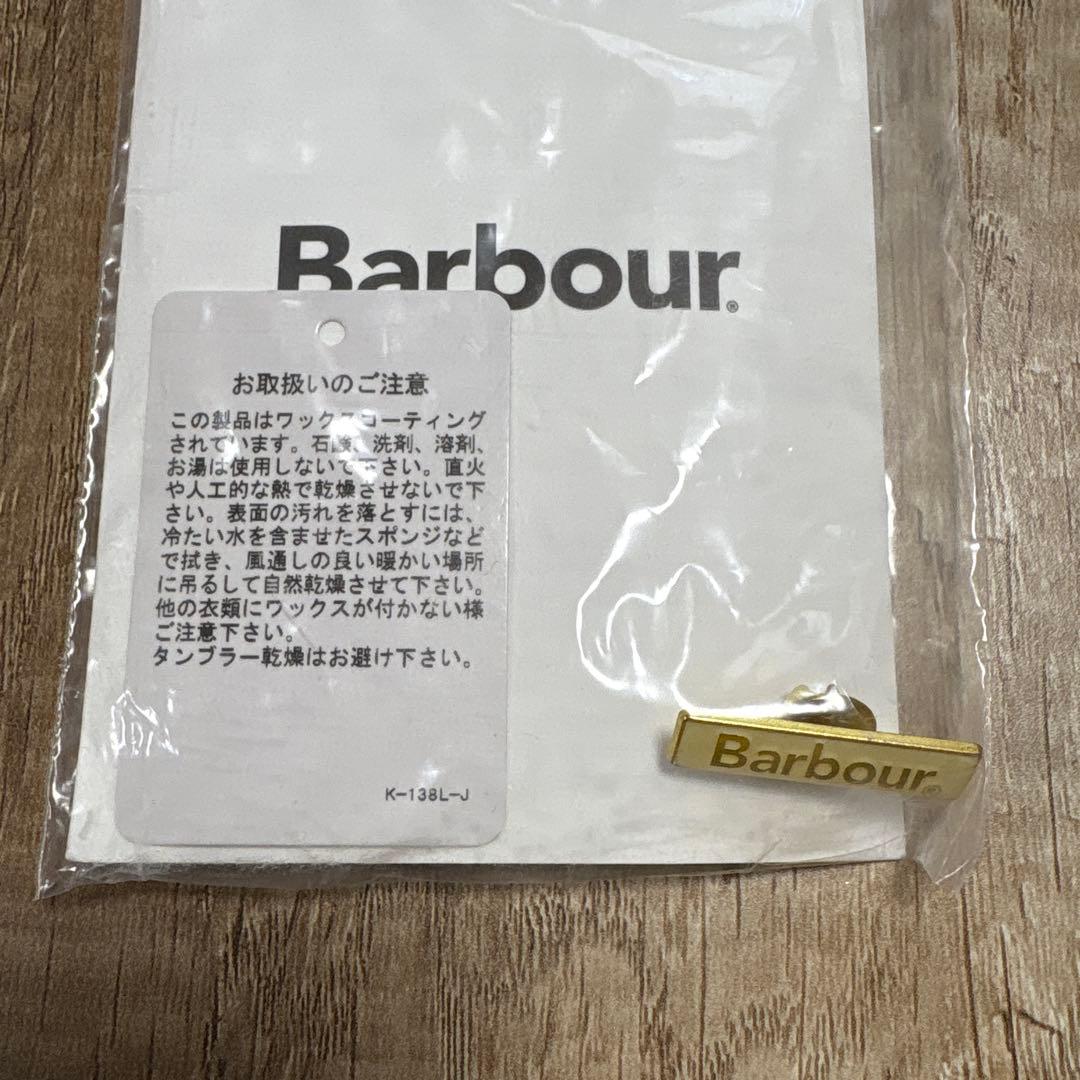 Barbour®
お取扱いのご注意
この製品はワックスコーティング
されています。石鹸、洗剤、溶剤、
お湯は使用しないで下さい。直火
や人工的な熱で乾燥させないで下
さい。表面の汚れを落とすには、
冷たい水を含ませたスポンジなど
で拭き、風通しの良い暖かい場所
に吊るして自然乾燥させて下さい。
他の衣類にワックスが付かない様
ご注意下さい。
タンブラー乾燥はお避け下さい。
K-138L-J
Barbour®